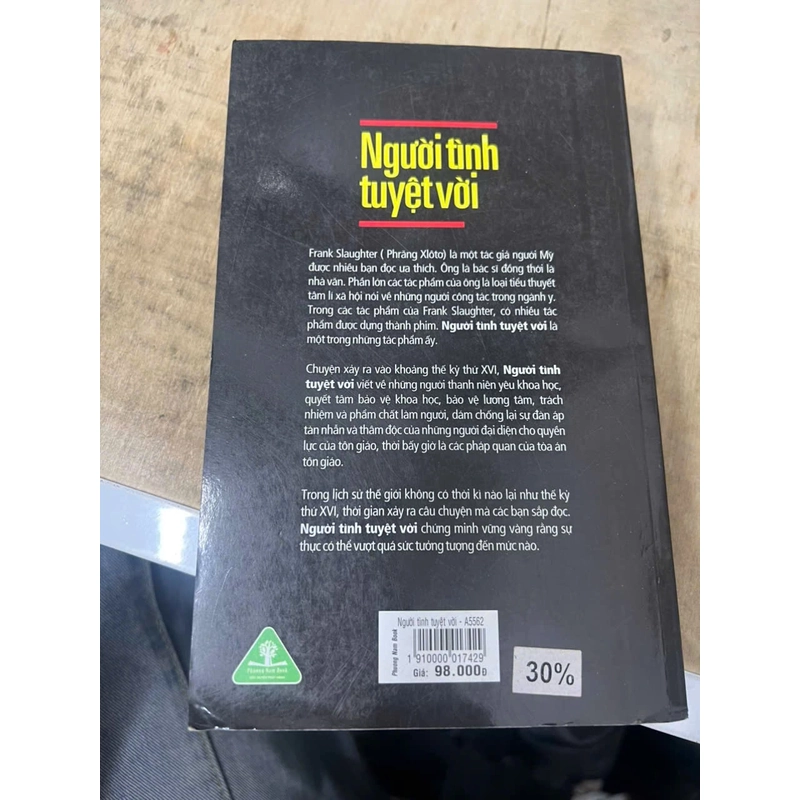 Người tình
tuyệt vời
Frank Slaughter ( Phrăng Xlôto) là một tác giả người Mỹ
được nhiều bạn đọc ưa thích. Ông là bác sĩ đồng thời là
nhà văn. Phần lớn các tác phẩm của ông là loại tiểu thuyết
tâm lí xã hội nói về những người công tác trong ngành y.
Trong các tác phẩm của Frank Slaughter, có nhiều tác
phẩm được dựng thành phim. Người tình tuyệt vời là
một trong những tác phẩm ấy.
Chuyện xảy ra vào khoảng thế kỷ thứ XVI, Người tình
tuyệt vời viết về những người thanh niên yêu khoa học,
quyết tâm bảo vệ khoa học, bảo vệ lương tâm, trách
nhiệm và phẩm chất làm người, dám chống lại sự đàn áp
tàn nhẫn và thâm độc của những người đại diện cho quyền
lực của tôn giáo, thời bấy giờ là các pháp quan của tòa án
tôn giáo.
Trong lịch sử thế giới không có thời kì nào lại như thế kỷ
thứ XVI, thời gian xảy ra câu chuyện mà các bạn sắp đọc.
Người tình tuyệt vời chứng minh vững vàng rằng sự
thực có thể vượt quá sức tưởng tượng đến mức nào.
Người tình tuyệt vời - A5562
Phuong Nam Book
1 910000 017429
Giá: 98.000Đ
30%
Phuong Nam Book